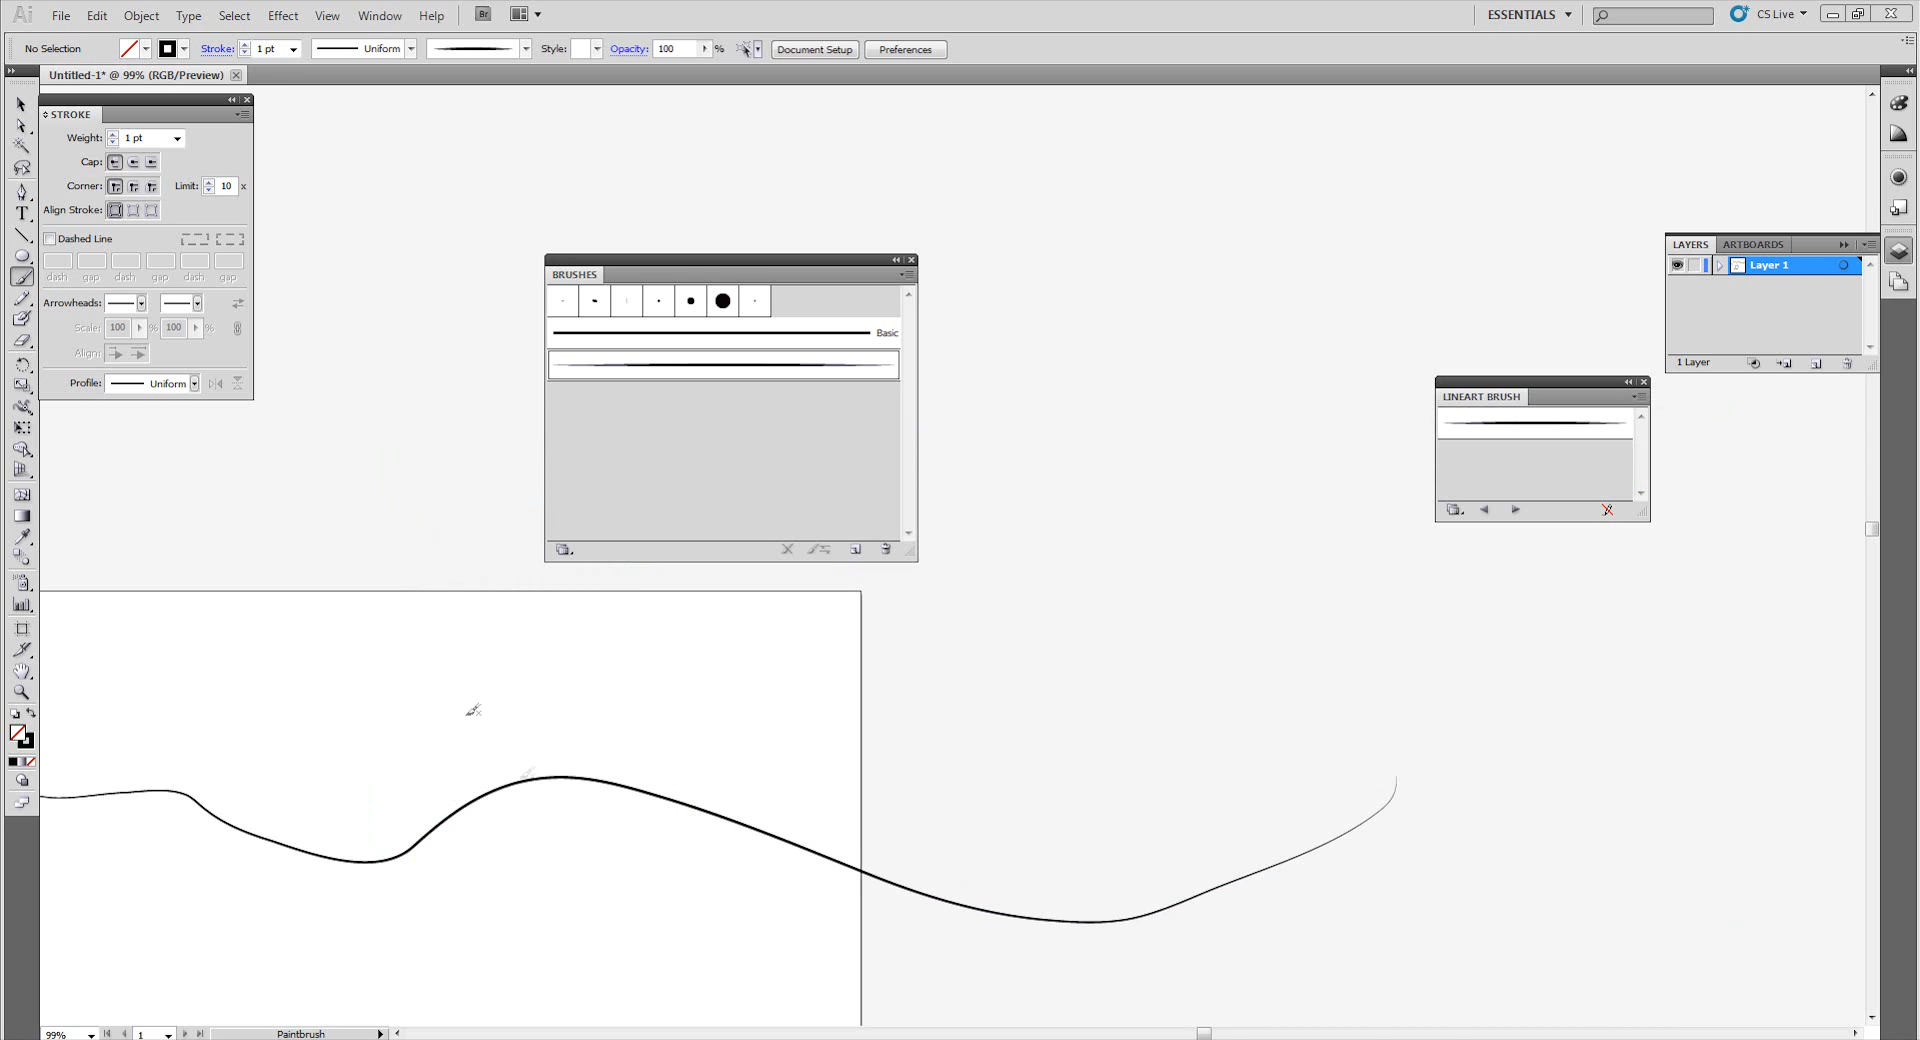 Ai File Edit Object Type Select Effect View Window Help Br ESSENTIALS CS Live
No Selection Stroke: 1 pt Uniform Style: Opacity: 100 % Document Setup Preferences
Untitled-1* @ 99% (RGB/Preview)
STROKE
Weight: 1 pt
Cap:
Corner: Limit: 10 x
Align Stroke:
Dashed Line
dash gap dash gap dash gap
Arrowheads:
Scale: 100 % 100 %
Align:
Profile: Uniform
BRUSHES
Basic
LAYERS ARTBOARDS
Layer 1
1 Layer
LINEART BRUSH
99% 1 Paintbrush